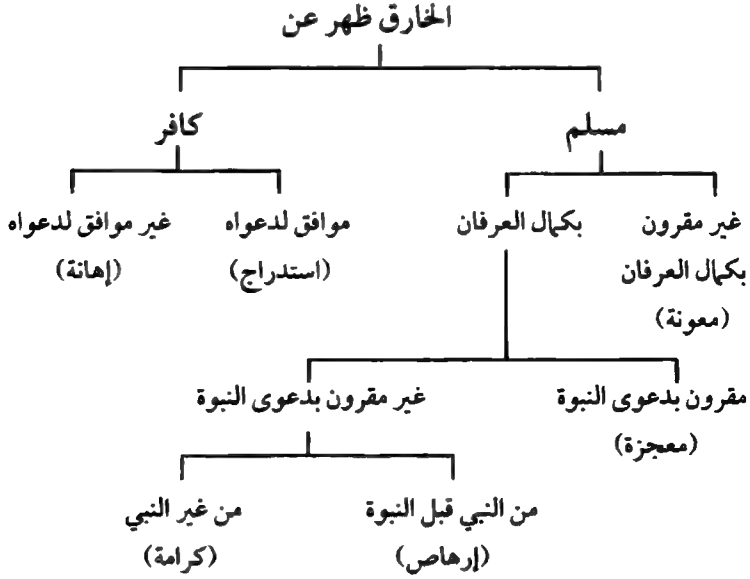 الخارق ظهر عن
مسلم
كافر
غير مقرون
بكمال العرفان
(معونة)
بكمال العرفان
موافق لدعواه
(استدراج)
غير موافق لدعواه
(إهانة)
مقرون بدعوى النبوة
(معجزة)
غير مقرون بدعوى النبوة
من النبي قبل النبوة
(إرهاص)
من غير النبي
(كرامة)